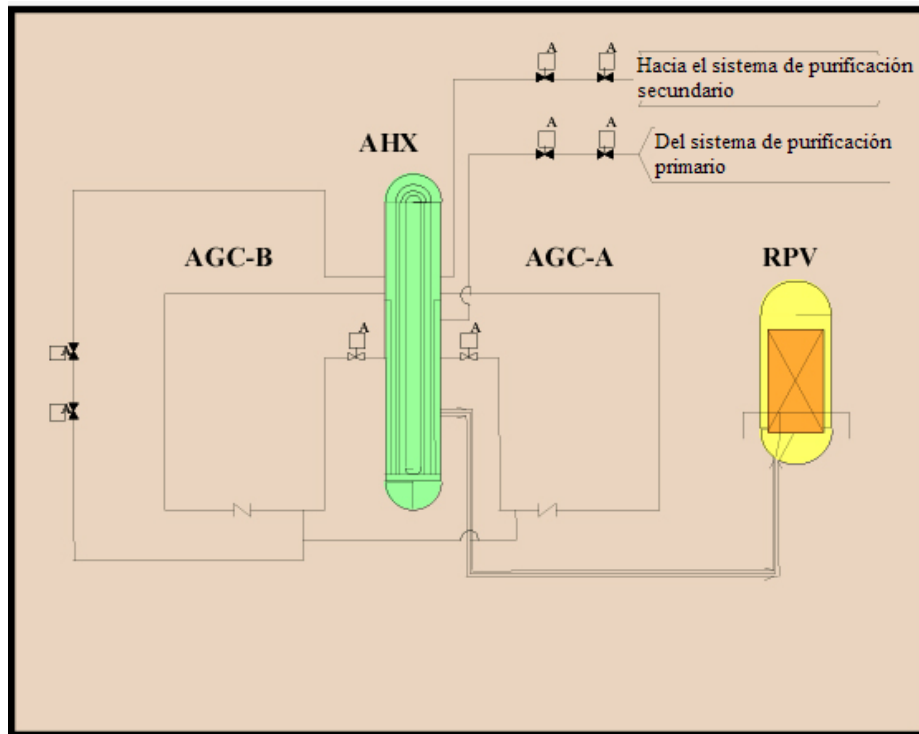 A
A
Hacia el sistema de purificación
secundario
A
A
Del sistema de purificación
primario
AHX
AGC-B
AGC-A
RPV
A
A
A
A